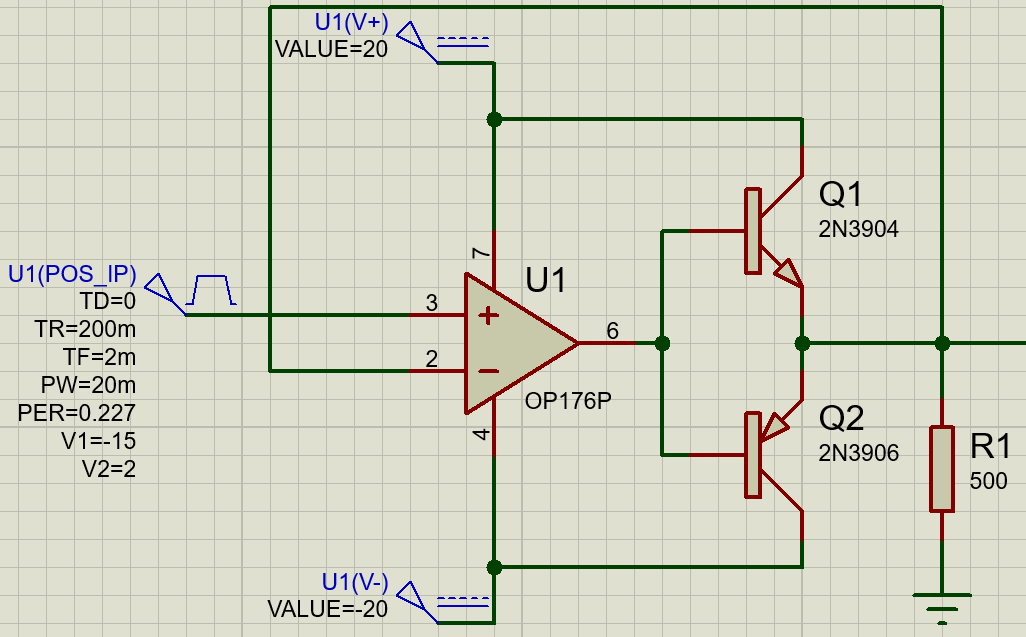 U1(V+)
VALUE=20
Q1
2N3904
7
U1(POS_IP)
TD=0
TR=200m
TF=2m
PW=20m
PER=0.227
V1=-15
V2=2
3
+
2
−
U1
6
OP176P
4
Q2
2N3906
R1
500
U1(V-)
VALUE=-20